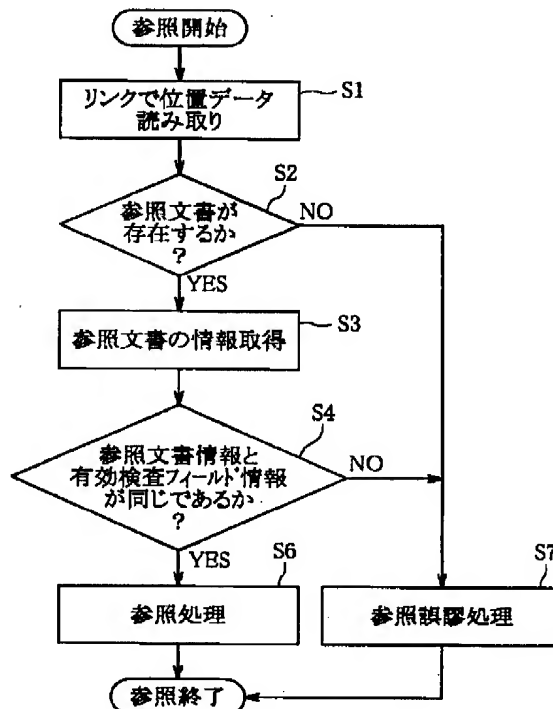 参照開始
リンクで位置データ
読み取り
S1
S2
参照文書が
存在するか
?
NO
YES
参照文書の情報取得
S3
S4
参照文書情報と
有効検査フィールド情報
が同じであるか
?
NO
YES
S6
参照処理
S7
参照誤謬処理
参照終了